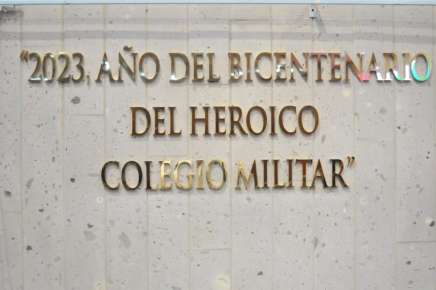 "2023, AÑO DEL BICENTENARIO
DEL HEROICO
COLEGIO MILITAR"